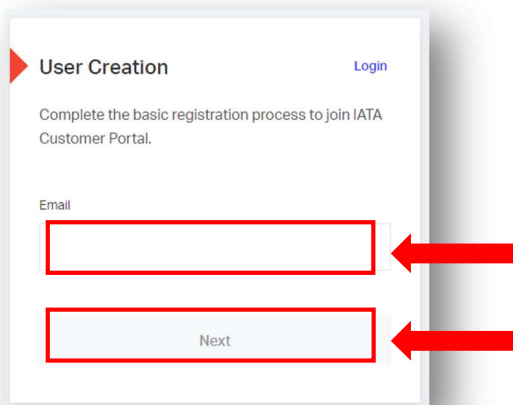 User Creation
Login
Complete the basic registration process to join IATA
Customer Portal.
Email
Next